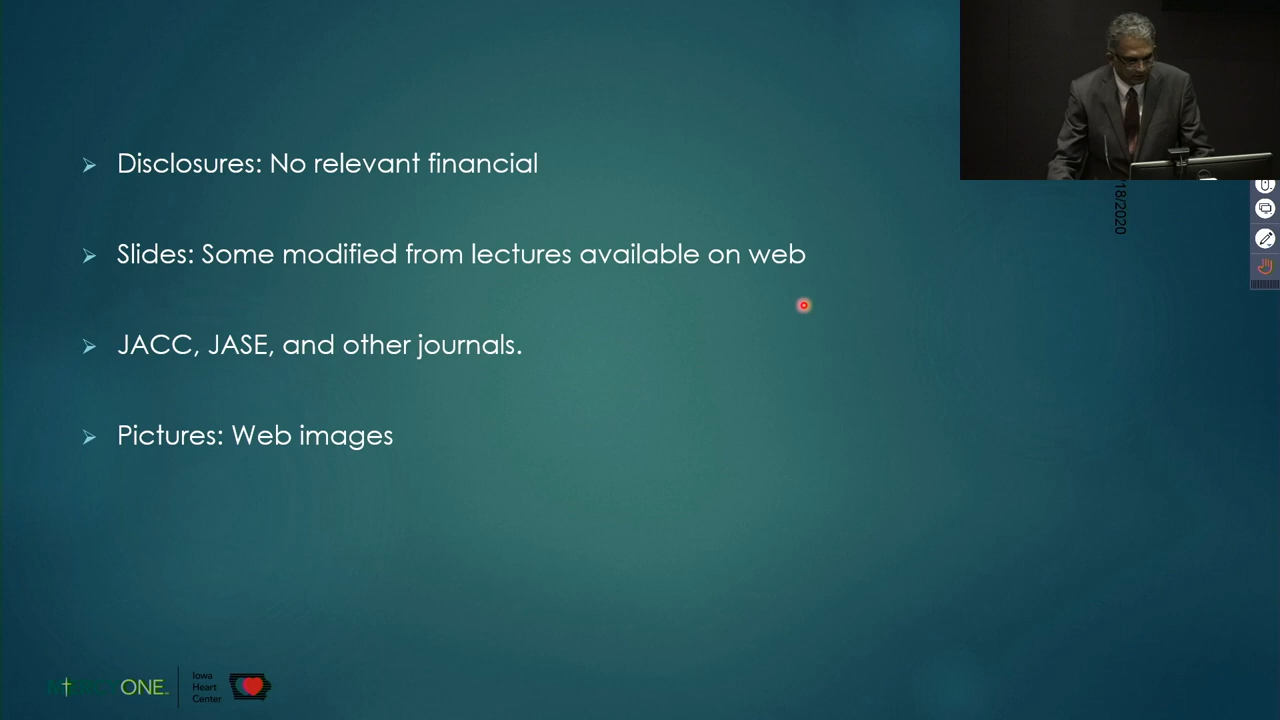 Disclosures: No relevant financial
18/2020
Slides: Some modified from lectures available on web
JACC, JASE, and other journals.
Pictures: Web images
MERCYONE
Iowa
Heart
Center